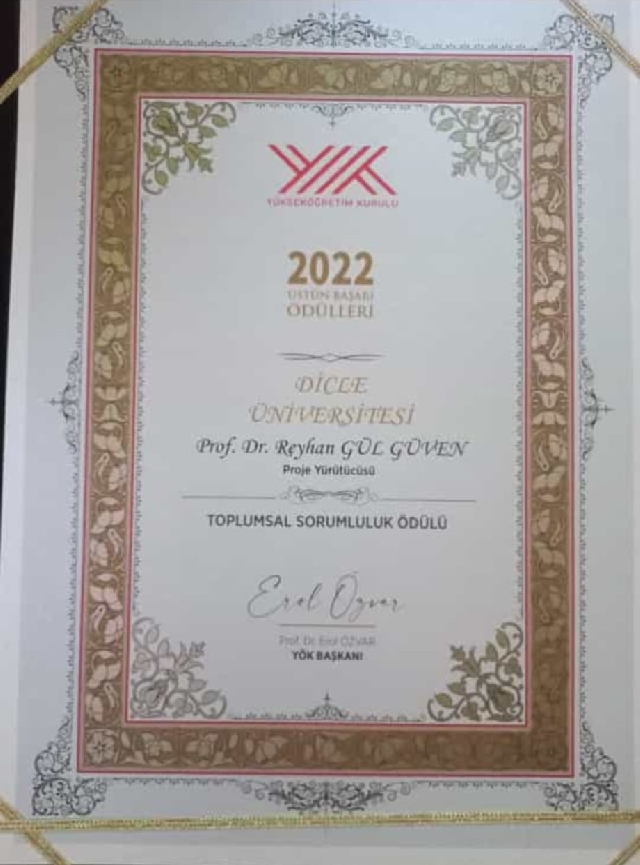 YÜKSEKÖĞRETİM KURULU
2022
ÜSTÜN BAŞARI
ÖDÜLLERİ
DİCLE
ÜNİVERSİTESİ
Prof. Dr. Reyhan GÜL GÜVEN
Proje Yürütücüsü
TOPLUMSAL SORUMLULUK ÖDÜLÜ
Erol Özvar
Prof. Dr. Erol ÖZVAR
YÖK BAŞKANI